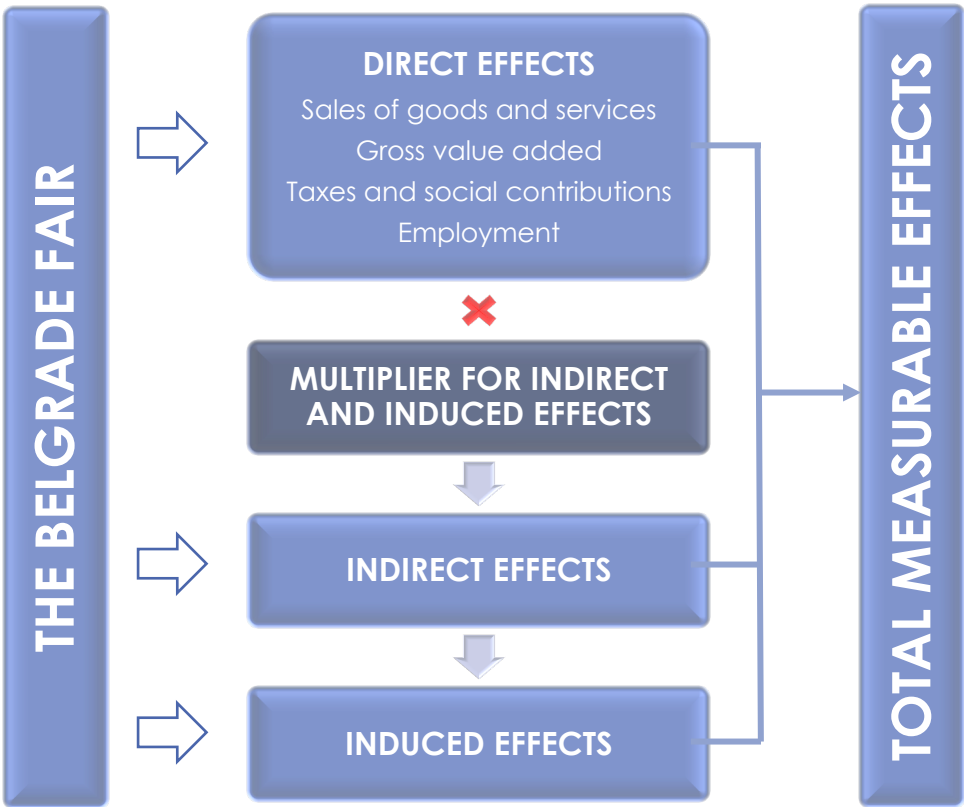 THE BELGRADE FAIR
DIRECT EFFECTS
Sales of goods and services
Gross value added
Taxes and social contributions
Employment
MULTIPLIER FOR INDIRECT
AND INDUCED EFFECTS
INDIRECT EFFECTS
INDUCED EFFECTS
TOTAL MEASURABLE EFFECTS